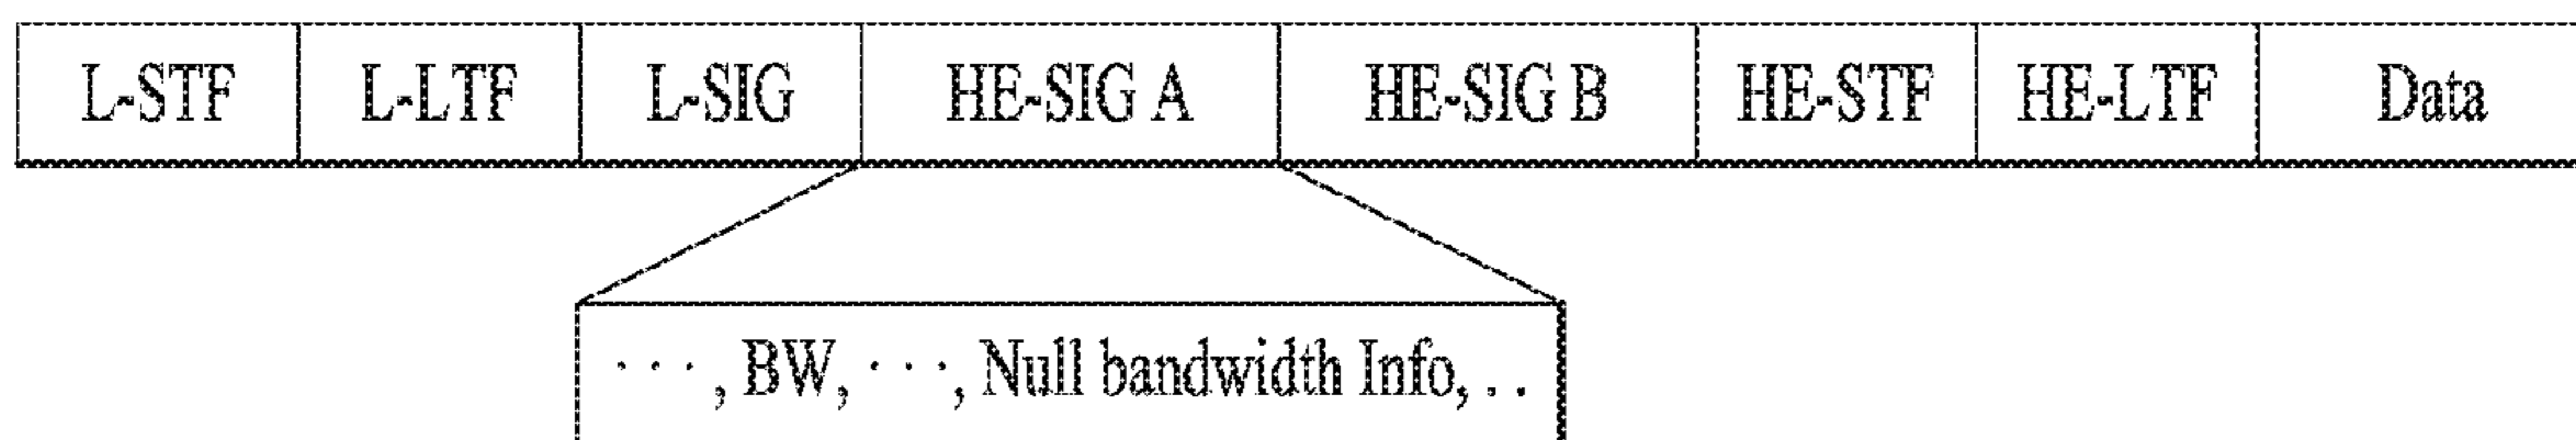 L-STF L-LTF L-SIG HE-SIG A HE-SIG B HE-STF HE-LTF Data
· · · , BW, · · ·, Null bandwidth Info, . .